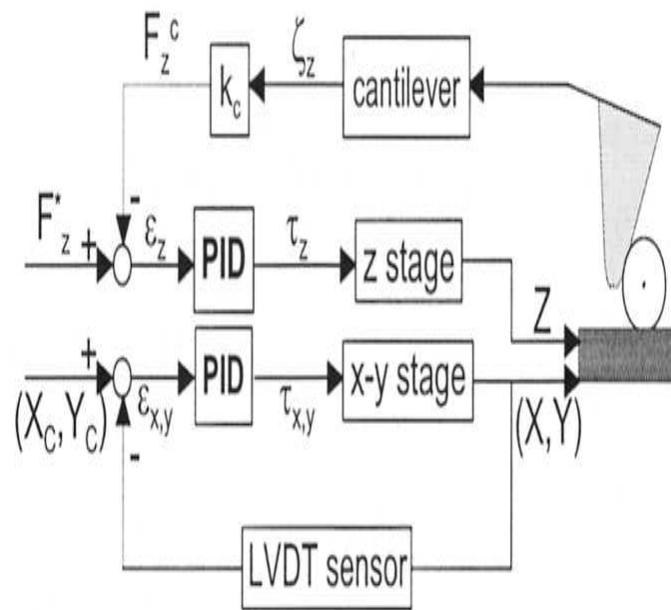 F_z^c
ζ_z
k_c
cantilever
-
F*_z
+
ε_z
PID
τ_z
z stage
Z
+
(X_C, Y_C)
ε_x,y
PID
τ_x,y
x-y stage
(X,Y)
-
LVDT sensor